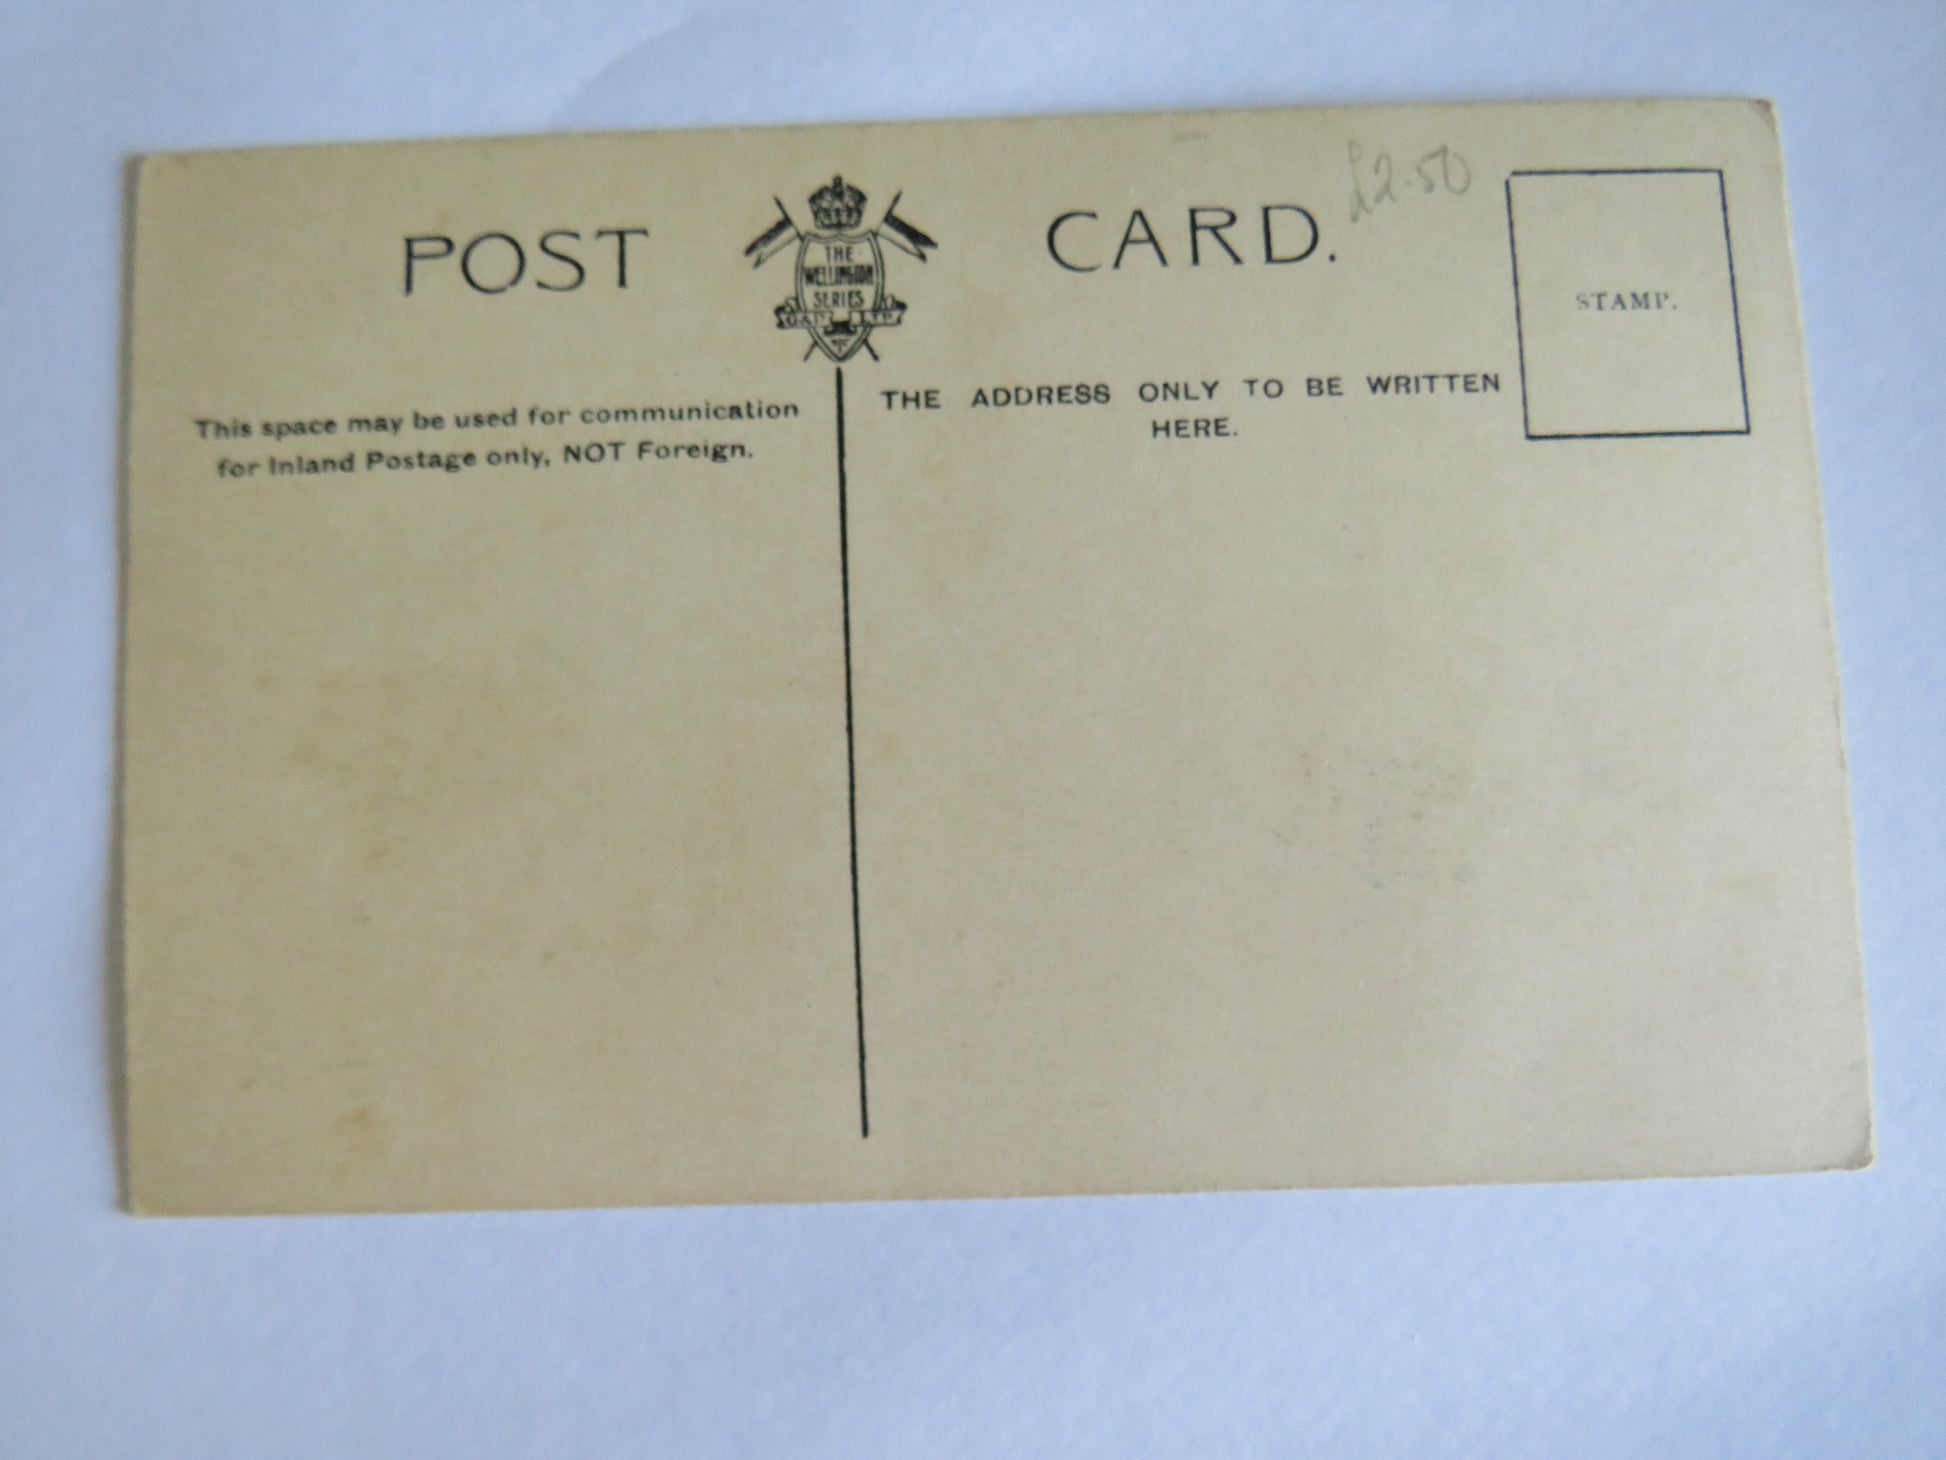 POST CARD.
£2.50
THE
WELLINGTON
SERIES
G&P LTD
STAMP.
This space may be used for communication
for Inland Postage only, NOT Foreign.
THE ADDRESS ONLY TO BE WRITTEN
HERE.